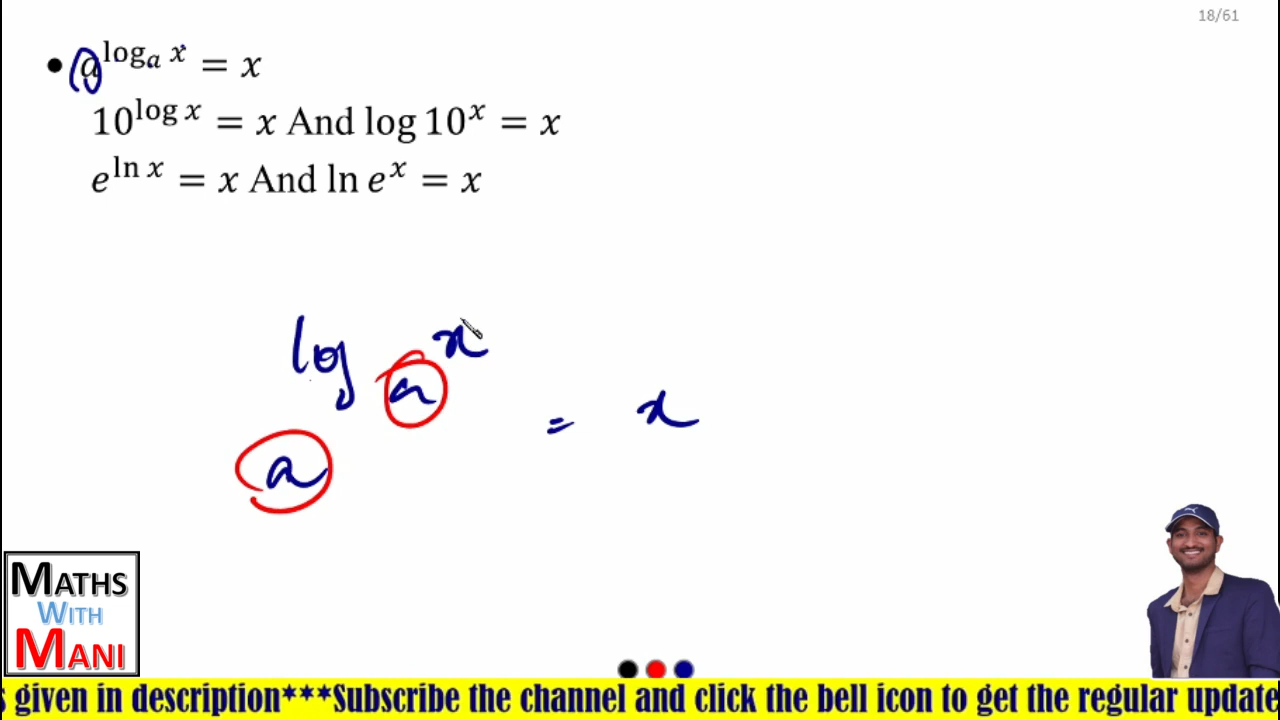 18/61
• a^{log_a x} = x
10^{log x} = x And log 10^x = x
e^{ln x} = x And ln e^x = x
a^{log_a x} = x
MATHS
WITH
MANI
given in description***Subscribe the channel and click the bell icon to get the regular update